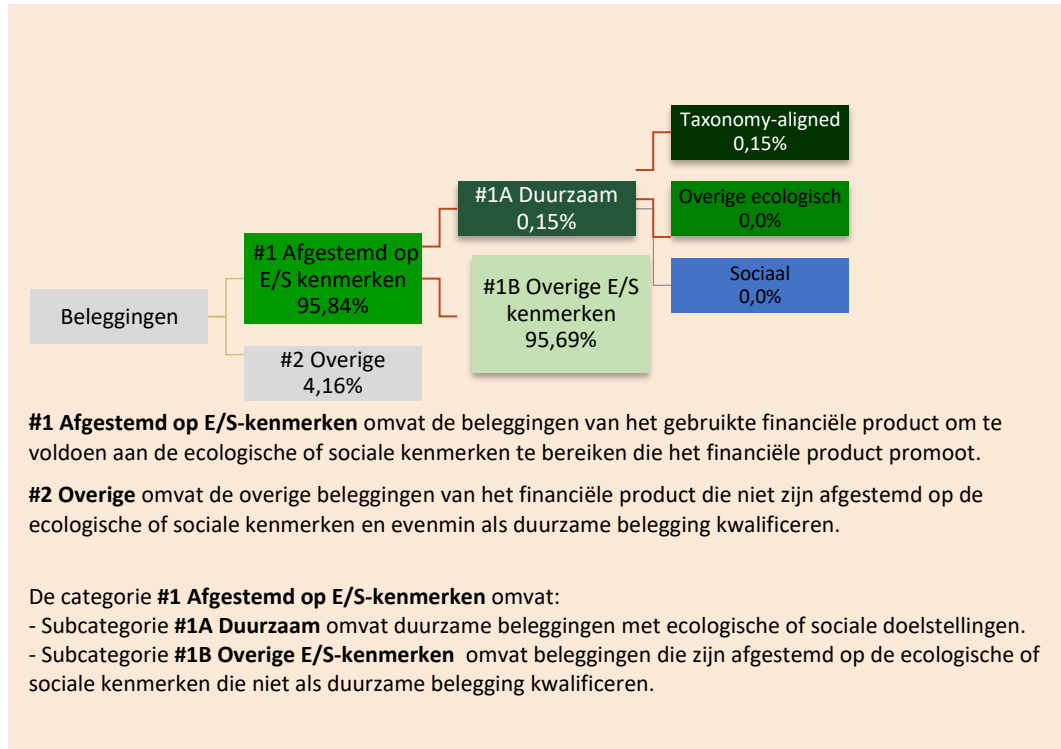 Taxonomy-aligned
0,15%
#1A Duurzaam
0,15%
Overige ecologisch
0,0%
#1 Afgestemd op
E/S kenmerken
95,84%
Sociaal
0,0%
#1B Overige E/S
kenmerken
95,69%
Beleggingen
#2 Overige
4,16%
#1 Afgestemd op E/S-kenmerken omvat de beleggingen van het gebruikte financiële product om te
voldoen aan de ecologische of sociale kenmerken te bereiken die het financiële product promoot.
#2 Overige omvat de overige beleggingen van het financiële product die niet zijn afgestemd op de
ecologische of sociale kenmerken en evenmin als duurzame belegging kwalificeren.
De categorie #1 Afgestemd op E/S-kenmerken omvat:
- Subcategorie #1A Duurzaam omvat duurzame beleggingen met ecologische of sociale doelstellingen.
- Subcategorie #1B Overige E/S-kenmerken omvat beleggingen die zijn afgestemd op de ecologische of
sociale kenmerken die niet als duurzame belegging kwalificeren.